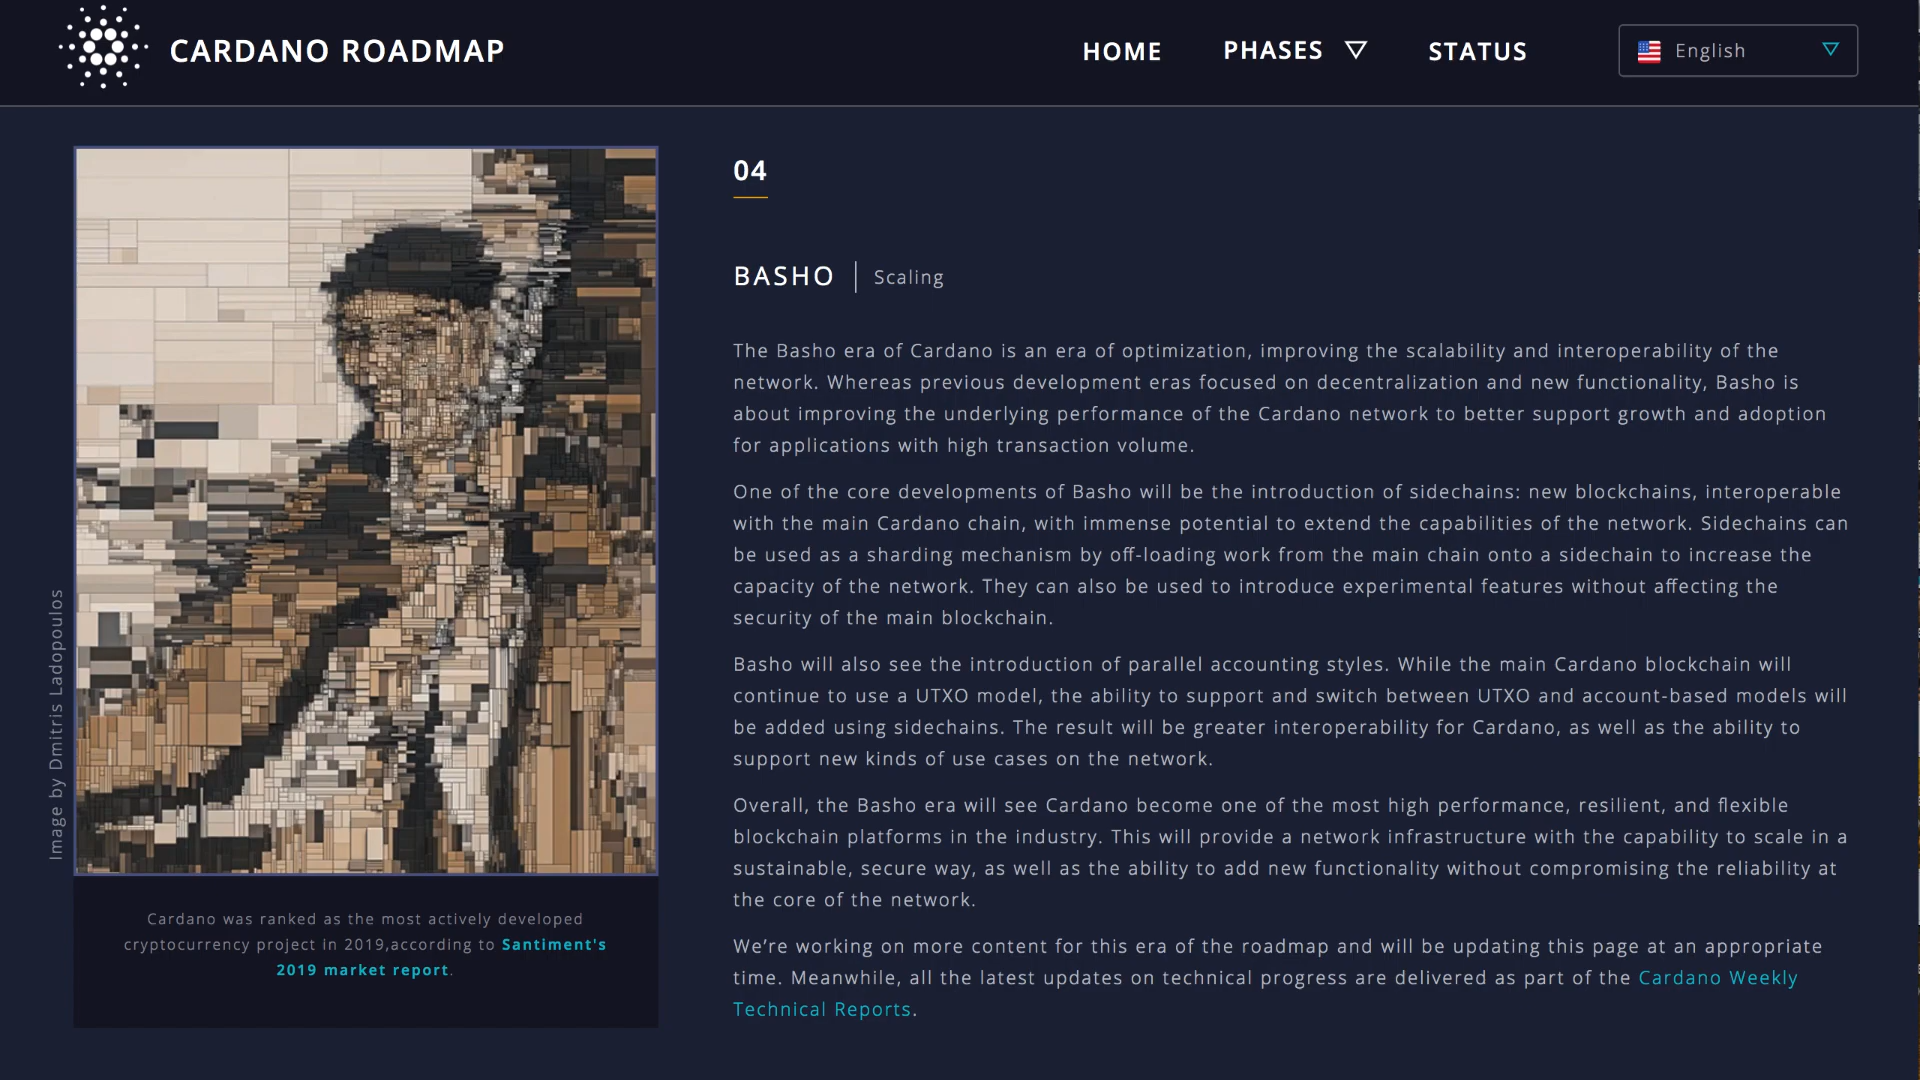 CARDANO ROADMAP
HOME
PHASES
STATUS
English
Image by Dmitris Ladopoulos
Cardano was ranked as the most actively developed
cryptocurrency project in 2019,according to Santiment's
2019 market report.
04
BASHO
Scaling
The Basho era of Cardano is an era of optimization, improving the scalability and interoperability of the
network. Whereas previous development eras focused on decentralization and new functionality, Basho is
about improving the underlying performance of the Cardano network to better support growth and adoption
for applications with high transaction volume.
One of the core developments of Basho will be the introduction of sidechains: new blockchains, interoperable
with the main Cardano chain, with immense potential to extend the capabilities of the network. Sidechains can
be used as a sharding mechanism by off-loading work from the main chain onto a sidechain to increase the
capacity of the network. They can also be used to introduce experimental features without affecting the
security of the main blockchain.
Basho will also see the introduction of parallel accounting styles. While the main Cardano blockchain will
continue to use a UTXO model, the ability to support and switch between UTXO and account-based models will
be added using sidechains. The result will be greater interoperability for Cardano, as well as the ability to
support new kinds of use cases on the network.
Overall, the Basho era will see Cardano become one of the most high performance, resilient, and flexible
blockchain platforms in the industry. This will provide a network infrastructure with the capability to scale in a
sustainable, secure way, as well as the ability to add new functionality without compromising the reliability at
the core of the network.
We’re working on more content for this era of the roadmap and will be updating this page at an appropriate
time. Meanwhile, all the latest updates on technical progress are delivered as part of the Cardano Weekly
Technical Reports.